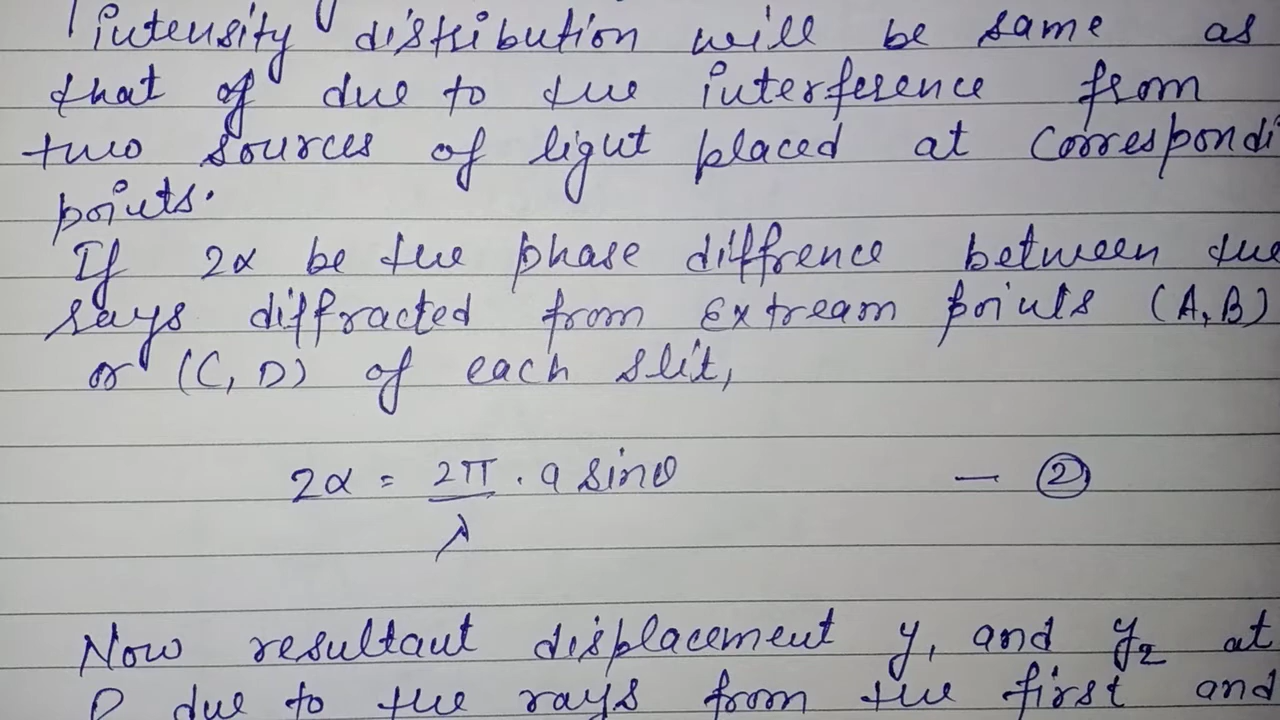 intensity distribution will be same as
that of due to the interference from
two sources of light placed at Correspondi
points.
If 2α be the phase diffrence between the
rays diffracted from Extream points (A,B)
or (C, D) of each slit,
2α = 2π/λ . a sinθ — ②
Now resultant displacement y₁ and y₂ at
P due to the rays from the first and